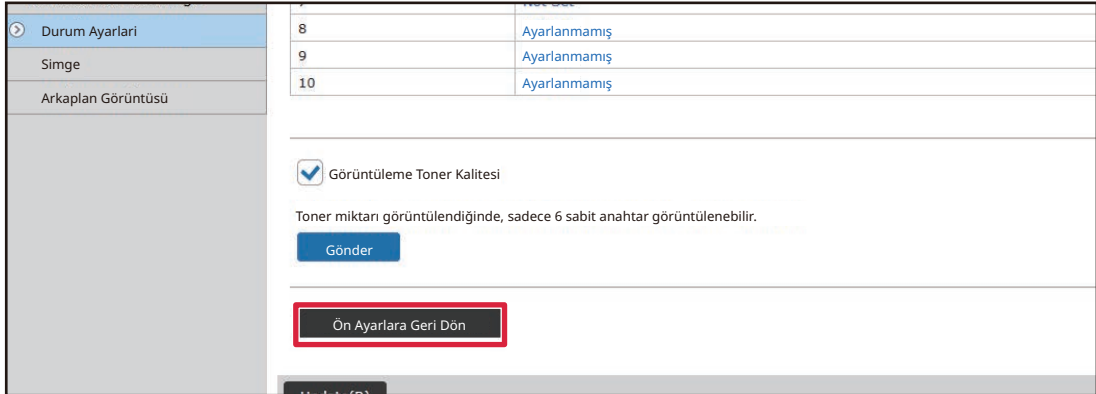 Durum Ayarlari
Simge
Arkaplan Görüntüsü
8 Ayarlanmamış
9 Ayarlanmamış
10 Ayarlanmamış
Görüntüleme Toner Kalitesi
Toner miktarı görüntülendiğinde, sadece 6 sabit anahtar görüntülenebilir.
Gönder
Ön Ayarlara Geri Dön